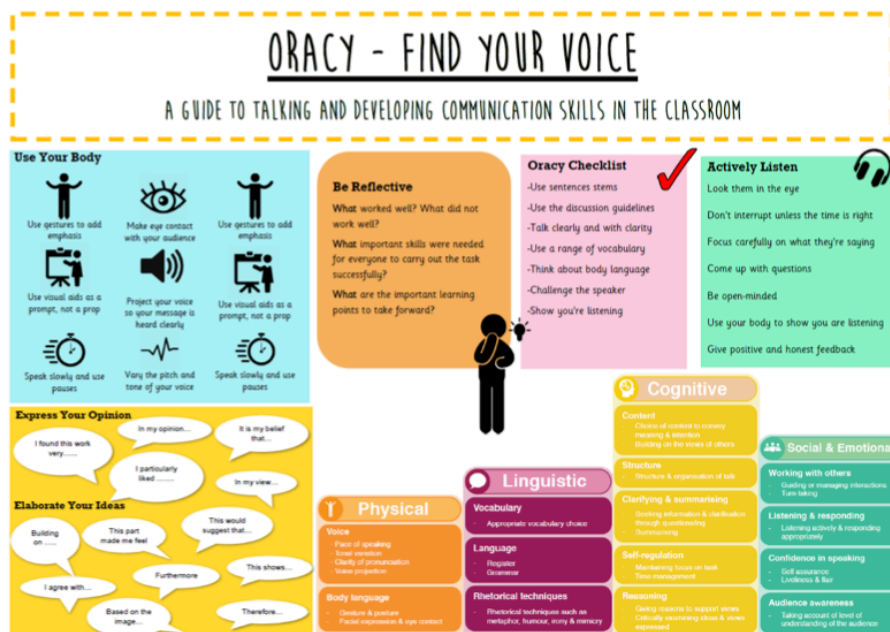 ORACY - FIND YOUR VOICE
A GUIDE TO TALKING AND DEVELOPING COMMUNICATION SKILLS IN THE CLASSROOM
Use Your Body
Use gestures to add
emphasis
Make eye contact
with your audience
Use gestures to add
emphasis
Use visual aids as a
prompt, not a prop
Project your voice
so your message is
heard clearly
Use visual aids as a
prompt, not a prop
Speak slowly and use
pauses
Vary the pitch and
tone of your voice
Speak slowly and use
pauses
Be Reflective
What worked well? What did not
work well?
What important skills were needed
for everyone to carry out the task
successfully?
What are the important learning
points to take forward?
Oracy Checklist
-Use sentences stems
-Use the discussion guidelines
-Talk clearly and with clarity
-Use a range of vocabulary
-Think about body language
-Challenge the speaker
-Show you're listening
Actively Listen
Look them in the eye
Don't interrupt unless the time is right
Focus carefully on what they're saying
Come up with questions
Be open-minded
Use your body to show you are listening
Give positive and honest feedback
Express Your Opinion
I found this work
very......
In my opinion....
It is my belief
that....
I particularly
liked ........
In my view....
Elaborate Your Ideas
Building
on ......
This part
made me feel
This would
suggest that....
I agree with....
Furthermore
This shows...
Based on the
image...
Therefore....
Physical
Voice
- Pace of speaking
- Tonal variation
- Clarity of pronunciation
- Voice projection
Body language
- Gesture & posture
- Facial expression & eye contact
Linguistic
Vocabulary
- Appropriate vocabulary choice
Language
- Register
- Grammar
Rhetorical techniques
- Rhetorical techniques such as
metaphor, humour, irony & mimicry
Cognitive
Content
- Choice of content to convey
meaning & intention
- Building on the views of others
Structure
- Structure & organisation of talk
Clarifying & summarising
- Seeking information & clarification
through questioning
- Summarising
Self-regulation
- Maintaining focus on task
- Time management
Reasoning
- Giving reasons to support views
- Critically examining ideas & views
expressed
Social & Emotional
Working with others
- Guiding or managing interactions
- Turn-taking
Listening & responding
- Listening actively & responding
appropriately
Confidence in speaking
- Self assurance
- Liveliness & flair
Audience awareness
- Taking account of level of
understanding of the audience